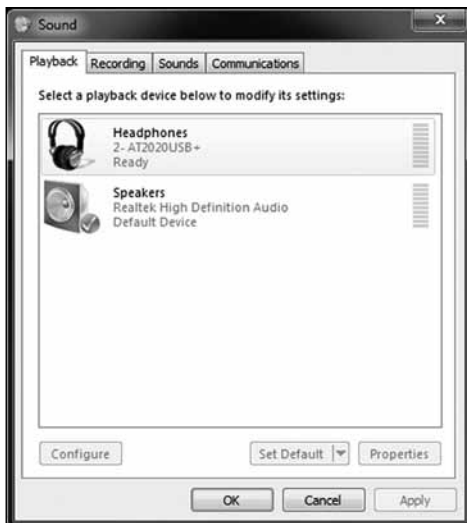 Sound
Playback Recording Sounds Communications
Select a playback device below to modify its settings:
Headphones
2- AT2020USB+
Ready
Speakers
Realtek High Definition Audio
Default Device
Configure Set Default Properties
OK Cancel Apply